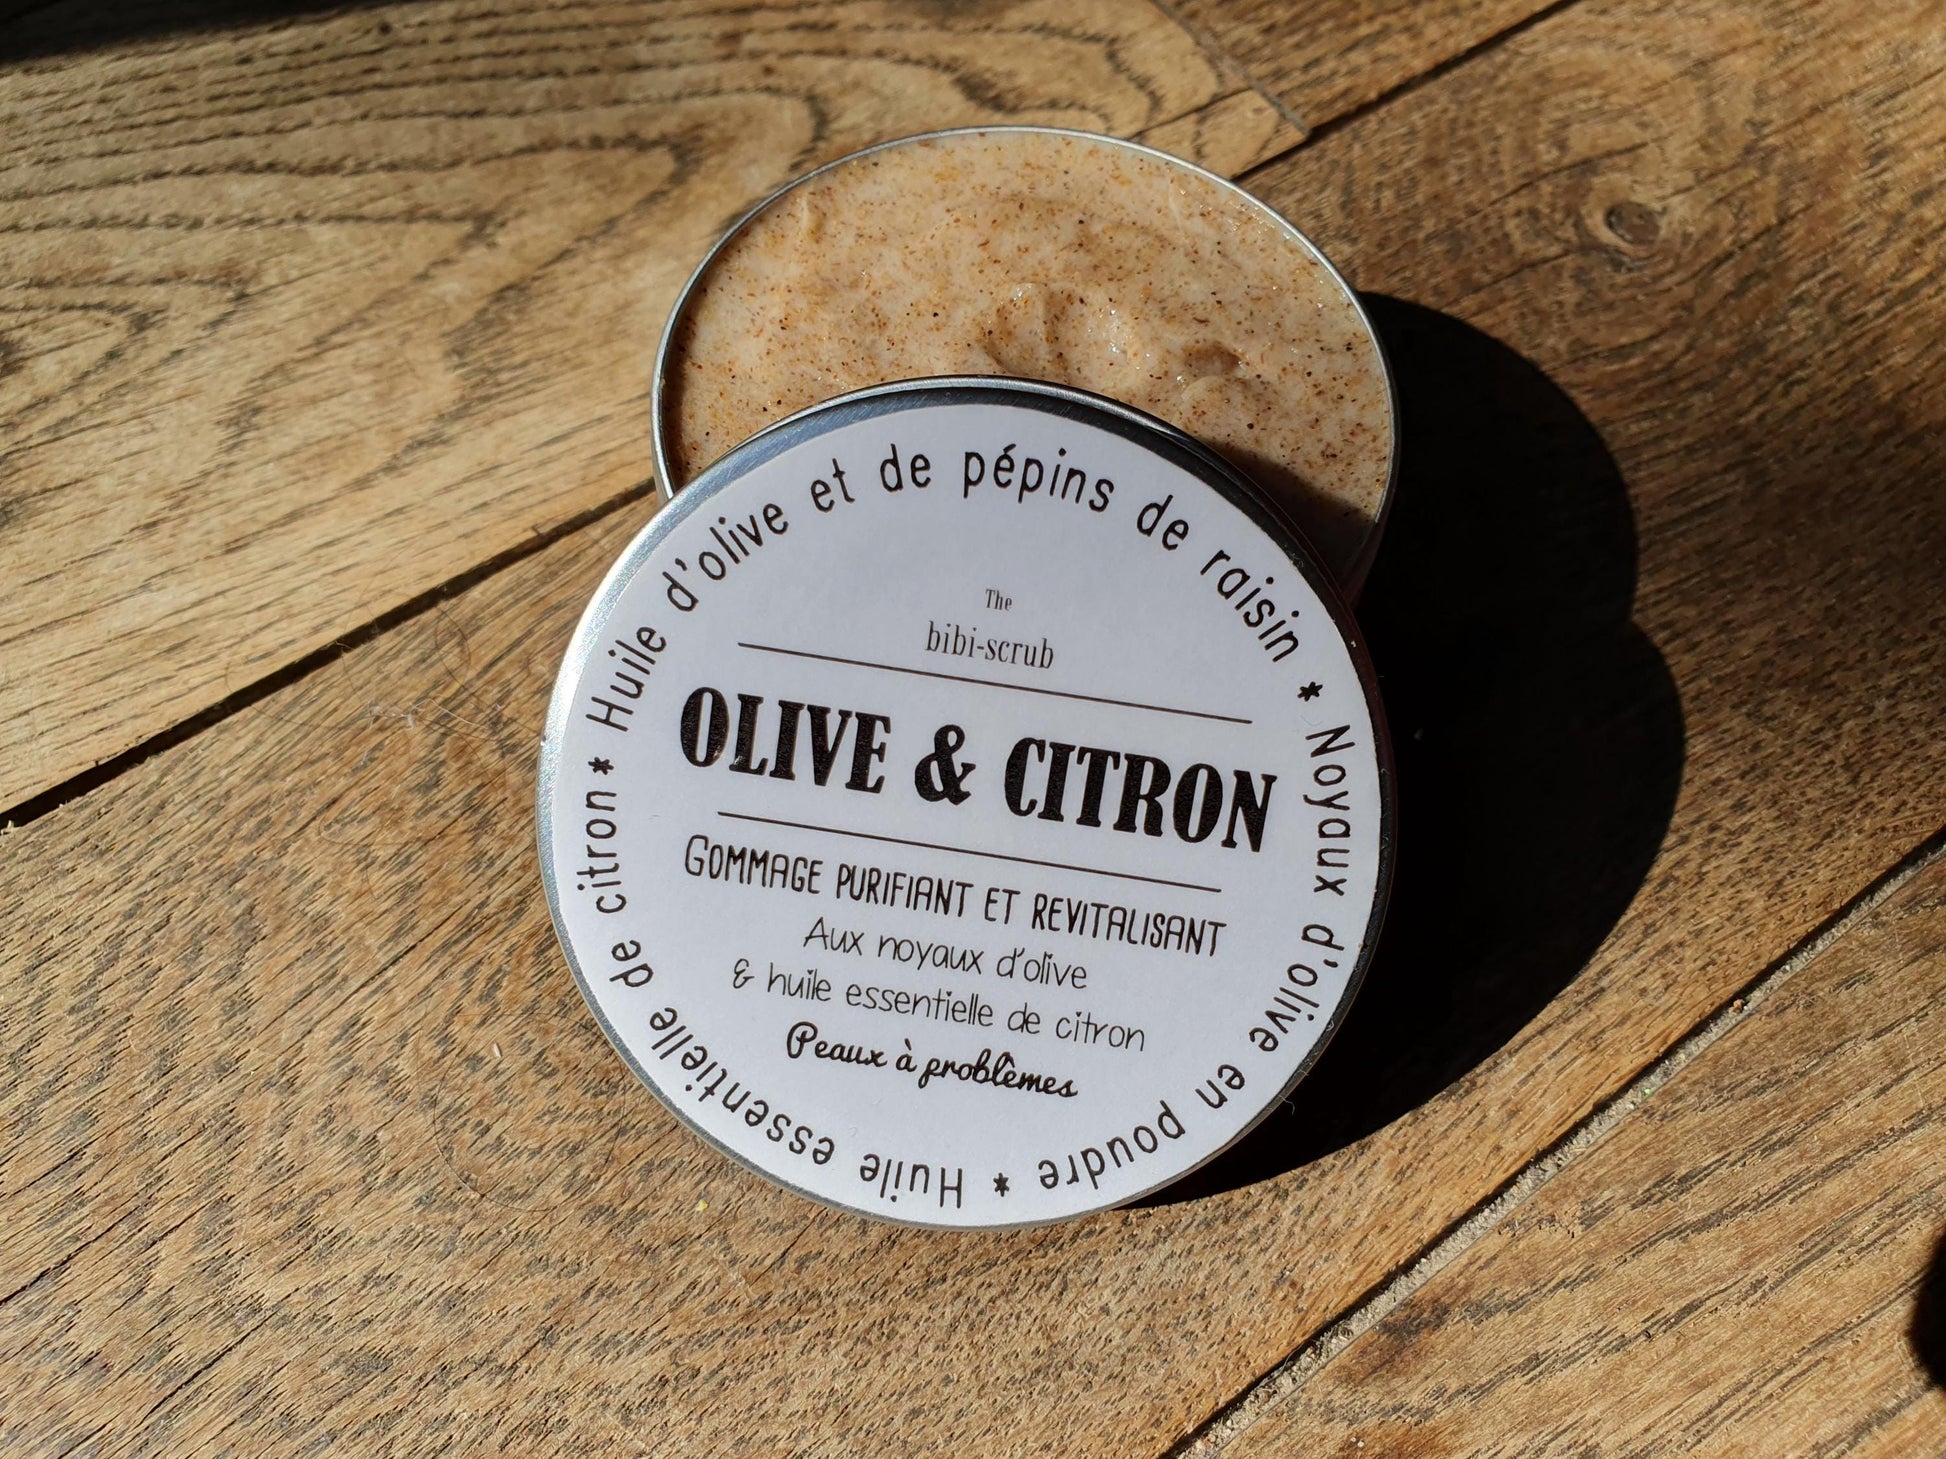 The
bibi-scrub
OLIVE & CITRON
GOMMAGE PURIFIANT ET REVITALISANT
Aux noyaux d'olive
& huile essentielle de citron
Peaux à problèmes
* Huile d'olive et de pépins de raisin * Noyaux d'olive en poudre * Huile essentielle de citron